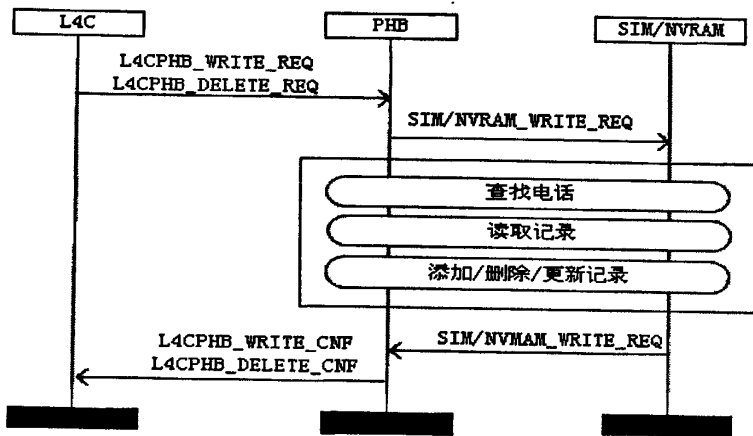 L4C
PHB
SIM/NVRAM
L4CPHB_WRITE_REQ
L4CPHB_DELETE_REQ
SIM/NVRAM_WRITE_REQ
查找电话
读取记录
添加/删除/更新记录
L4CPHB_WRITE_CNF
SIM/NVMAM_WRITE_REQ
L4CPHB_DELETE_CNF